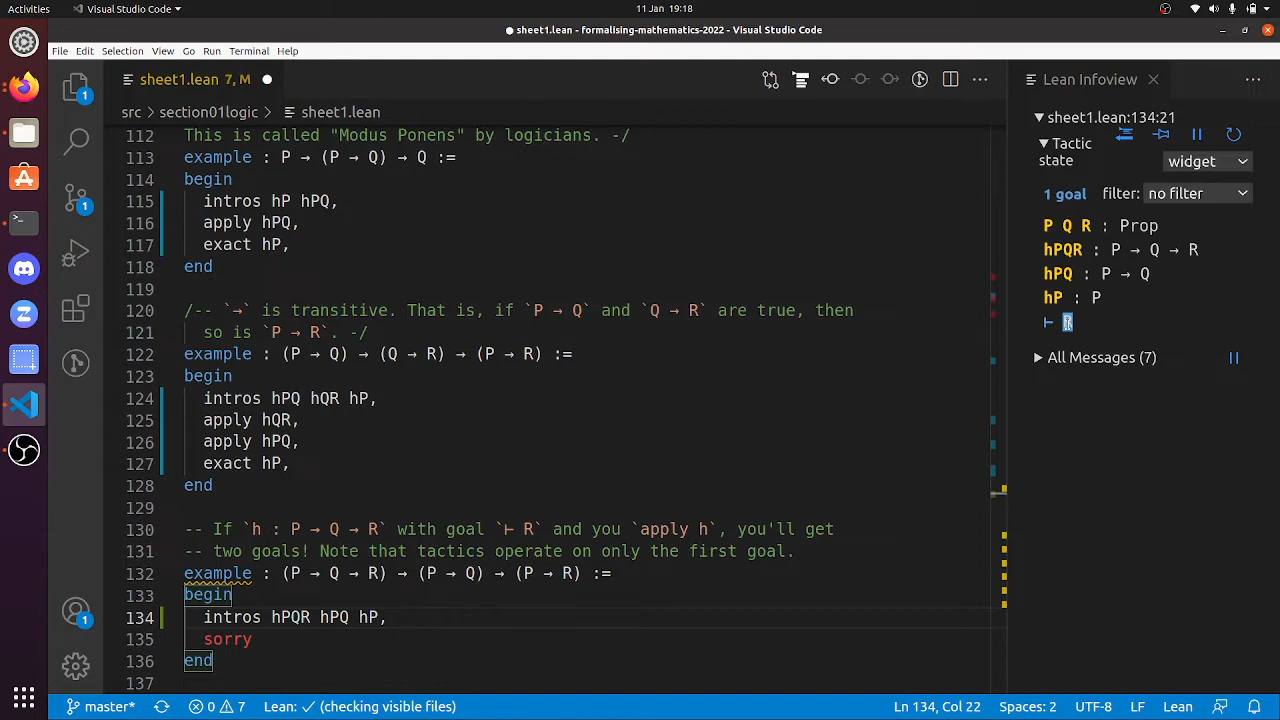 Activities
Visual Studio Code
11 Jan 19:18
sheet1.lean - formalising-mathematics-2022 - Visual Studio Code
File Edit Selection View Go Run Terminal Help
sheet1.lean 7, M
Lean Infoview
src > section01logic > sheet1.lean
112 This is called "Modus Ponens" by logicians. -/
113 example : P → (P → Q) → Q :=
114 begin
115 intros hP hPQ,
116 apply hPQ,
117 exact hP,
118 end
119
120 /-- `→` is transitive. That is, if `P → Q` and `Q → R` are true, then
121 so is `P → R`. -/
122 example : (P → Q) → (Q → R) → (P → R) :=
123 begin
124 intros hPQ hQR hP,
125 apply hQR,
126 apply hPQ,
127 exact hP,
128 end
129
130 -- If `h : P → Q → R` with goal `⊢ R` and you `apply h`, you'll get
131 -- two goals! Note that tactics operate on only the first goal.
132 example : (P → Q → R) → (P → Q) → (P → R) :=
133 begin
134 intros hPQR hPQ hP,
135 sorry
136 end
137
sheet1.lean:134:21
Tactic state
widget
1 goal filter: no filter
P Q R : Prop
hPQR : P → Q → R
hPQ : P → Q
hP : P
⊢
All Messages (7)
1
1
1
master* 0 7 Lean: ✓ (checking visible files)
Ln 134, Col 22 Spaces: 2 UTF-8 LF Lean